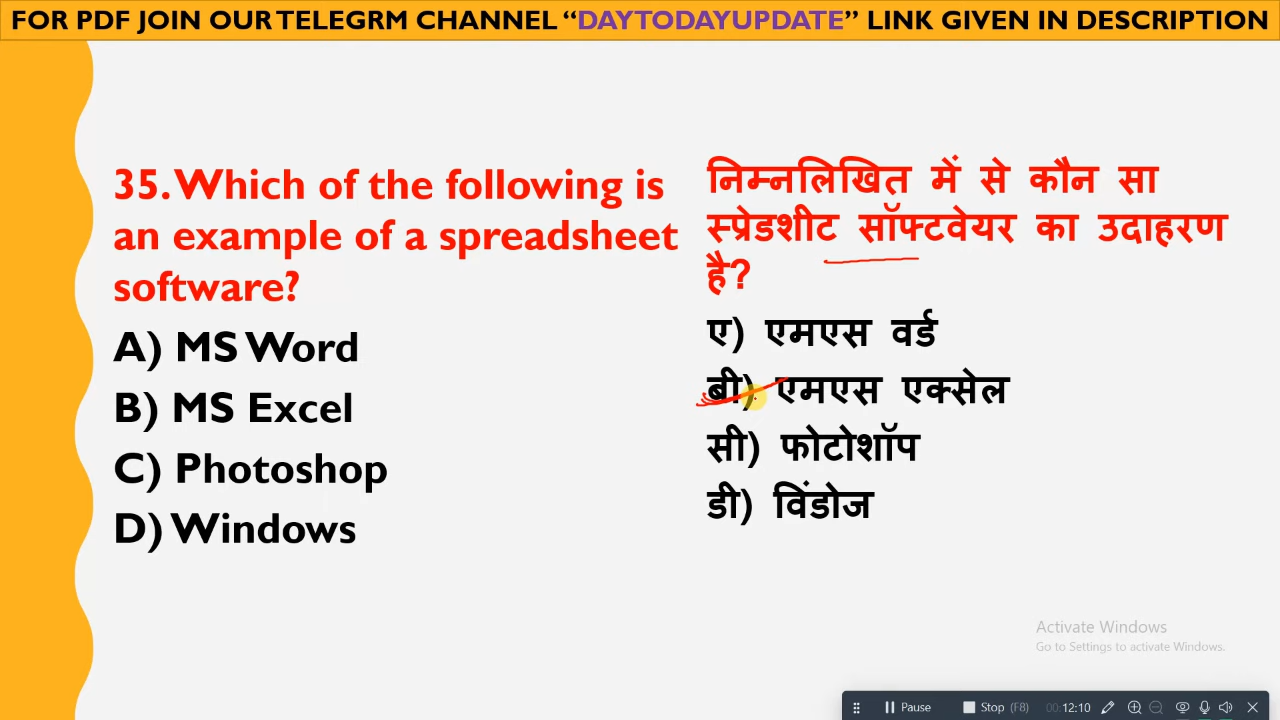 FOR PDF JOIN OUR TELEGRM CHANNEL “DAYTODAYUPDATE” LINK GIVEN IN DESCRIPTION
35. Which of the following is
an example of a spreadsheet
software?
A) MS Word
B) MS Excel
C) Photoshop
D) Windows
निम्नलिखित में से कौन सा
स्प्रेडशीट सॉफ्टवेयर का उदाहरण
है?
ए) एमएस वर्ड
बी) एमएस एक्सेल
सी) फोटोशॉप
डी) विंडोज
Activate Windows
Go to Settings to activate Windows.
Pause Stop (F8) 00:12:10